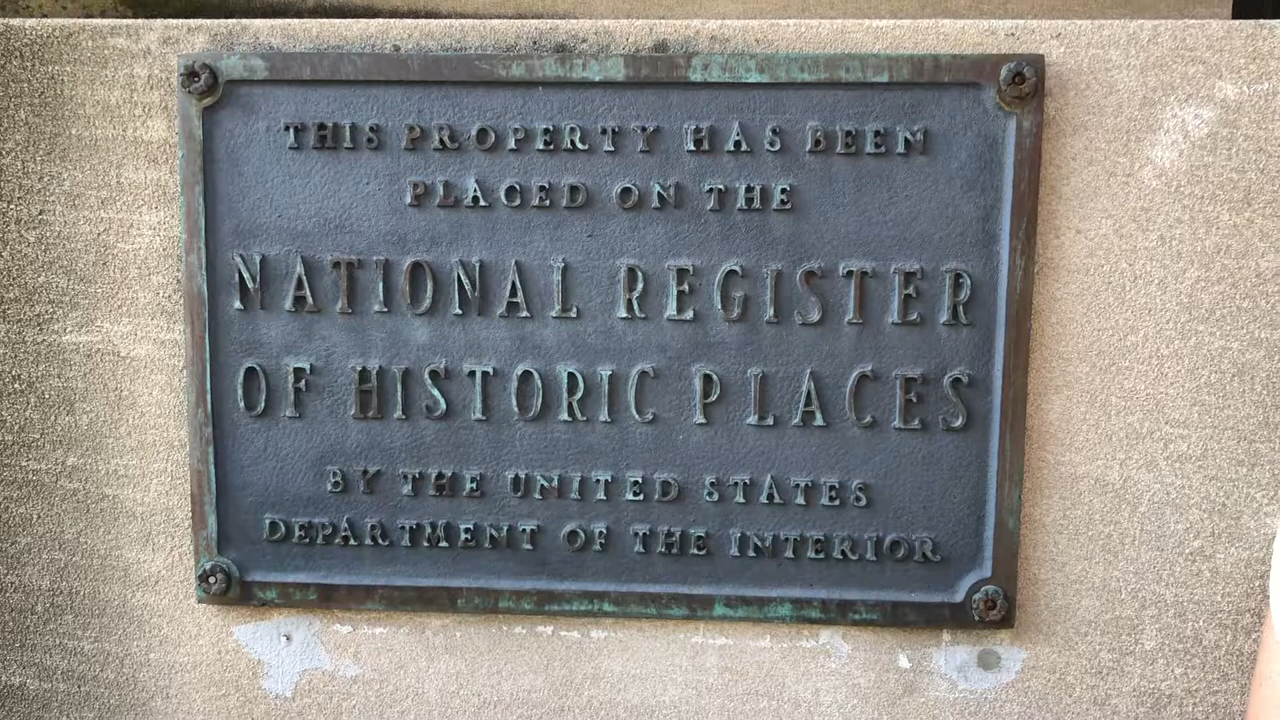 THIS PROPERTY HAS BEEN
PLACED ON THE
NATIONAL REGISTER
OF HISTORIC PLACES
BY THE UNITED STATES
DEPARTMENT OF THE INTERIOR